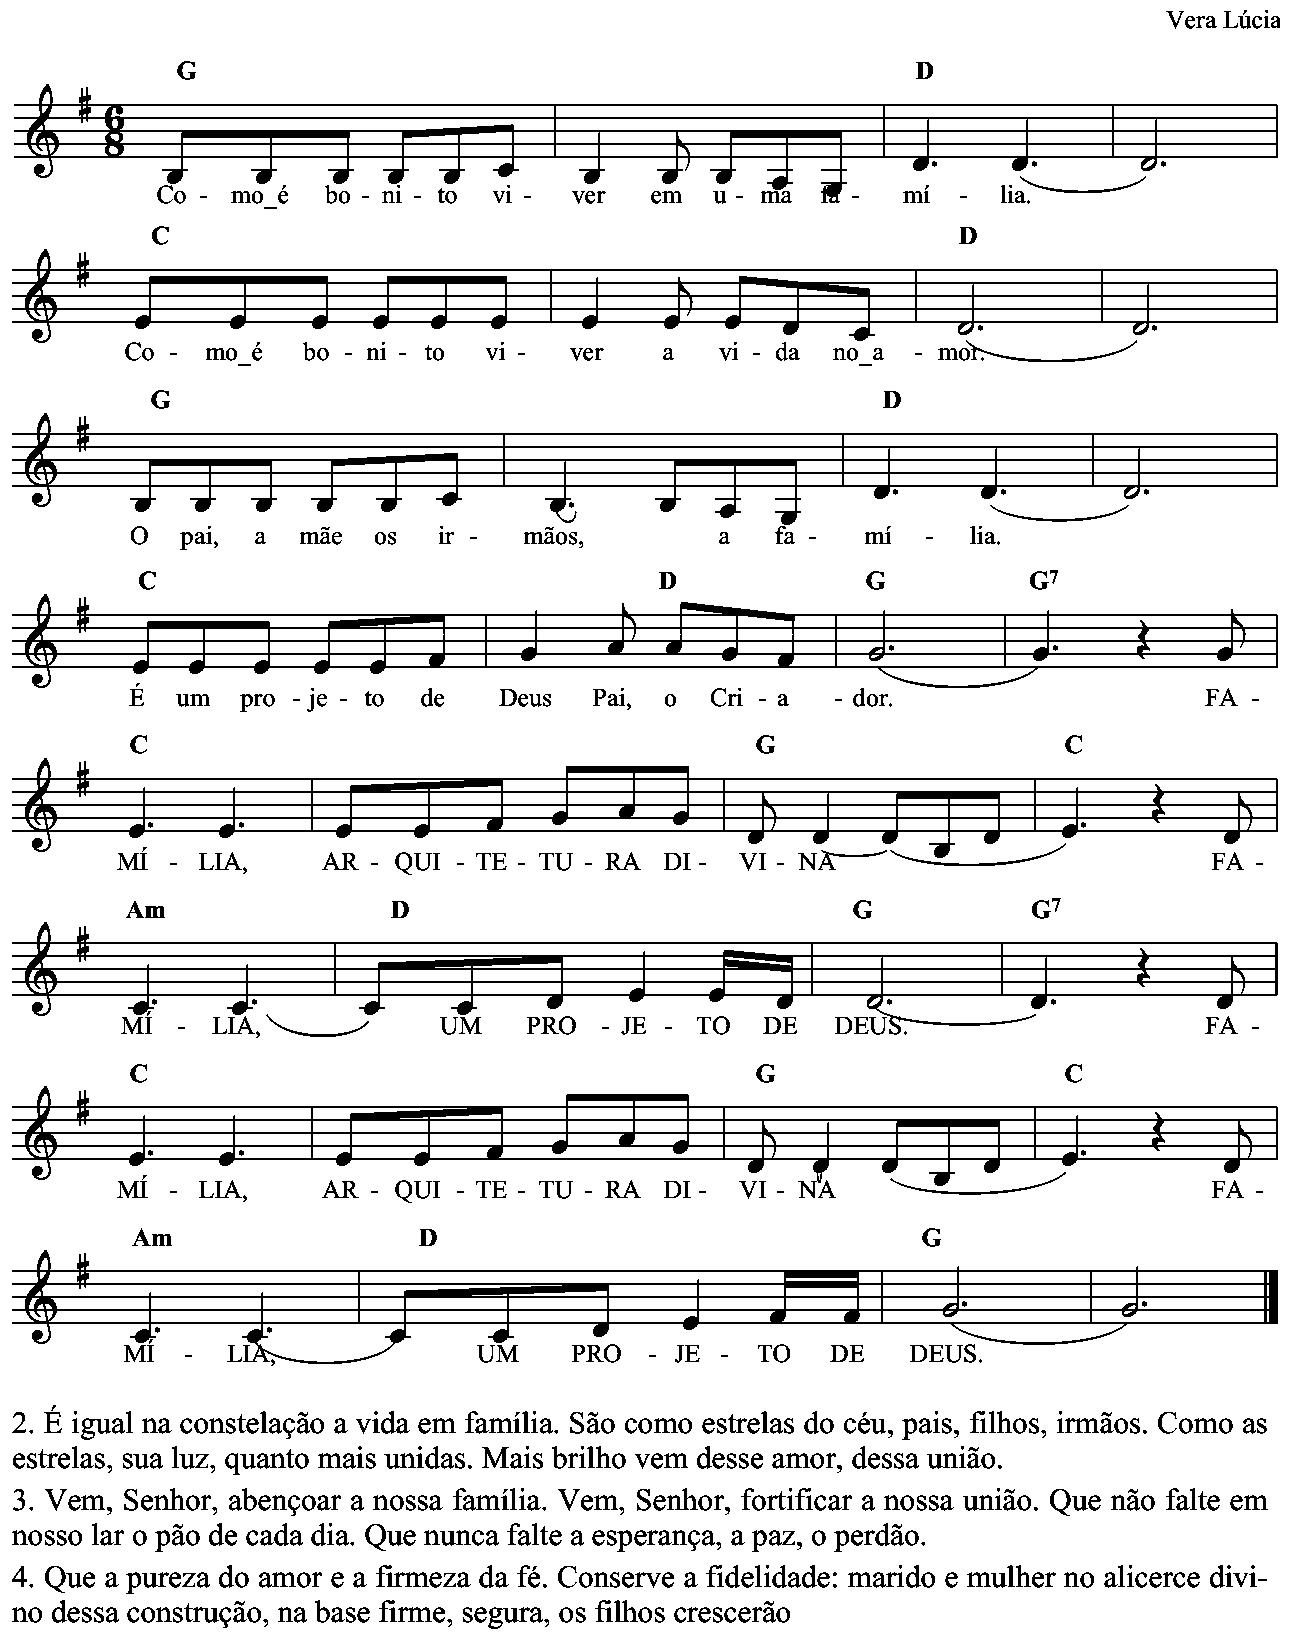 Vera Lúcia
G D
6
8
Co - mo_é bo - ni - to vi - ver em u - ma fa - mí - lia.
C D
Co - mo_é bo - ni - to vi - ver a vi - da no_a - mor.
G D
O pai, a mãe os ir - mãos, a fa - mí - lia.
C D G G7
É um pro - je - to de Deus Pai, o Cri - a - dor. FA -
C G C
MÍ - LIA, AR - QUI - TE - TU - RA DI - VI - NA FA -
Am D G G7
MÍ - LIA, UM PRO - JE - TO DE DEUS. FA -
C G C
MÍ - LIA, AR - QUI - TE - TU - RA DI - VI - NA FA -
Am D G
MÍ - LIA, UM PRO - JE - TO DE DEUS.
2. É igual na constelação a vida em família. São como estrelas do céu, pais, filhos, irmãos. Como as
estrelas, sua luz, quanto mais unidas. Mais brilho vem desse amor, dessa união.
3. Vem, Senhor, abençoar a nossa família. Vem, Senhor, fortificar a nossa união. Que não falte em
nosso lar o pão de cada dia. Que nunca falte a esperança, a paz, o perdão.
4. Que a pureza do amor e a firmeza da fé. Conserve a fidelidade: marido e mulher no alicerce divi-
no dessa construção, na base firme, segura, os filhos crescerão